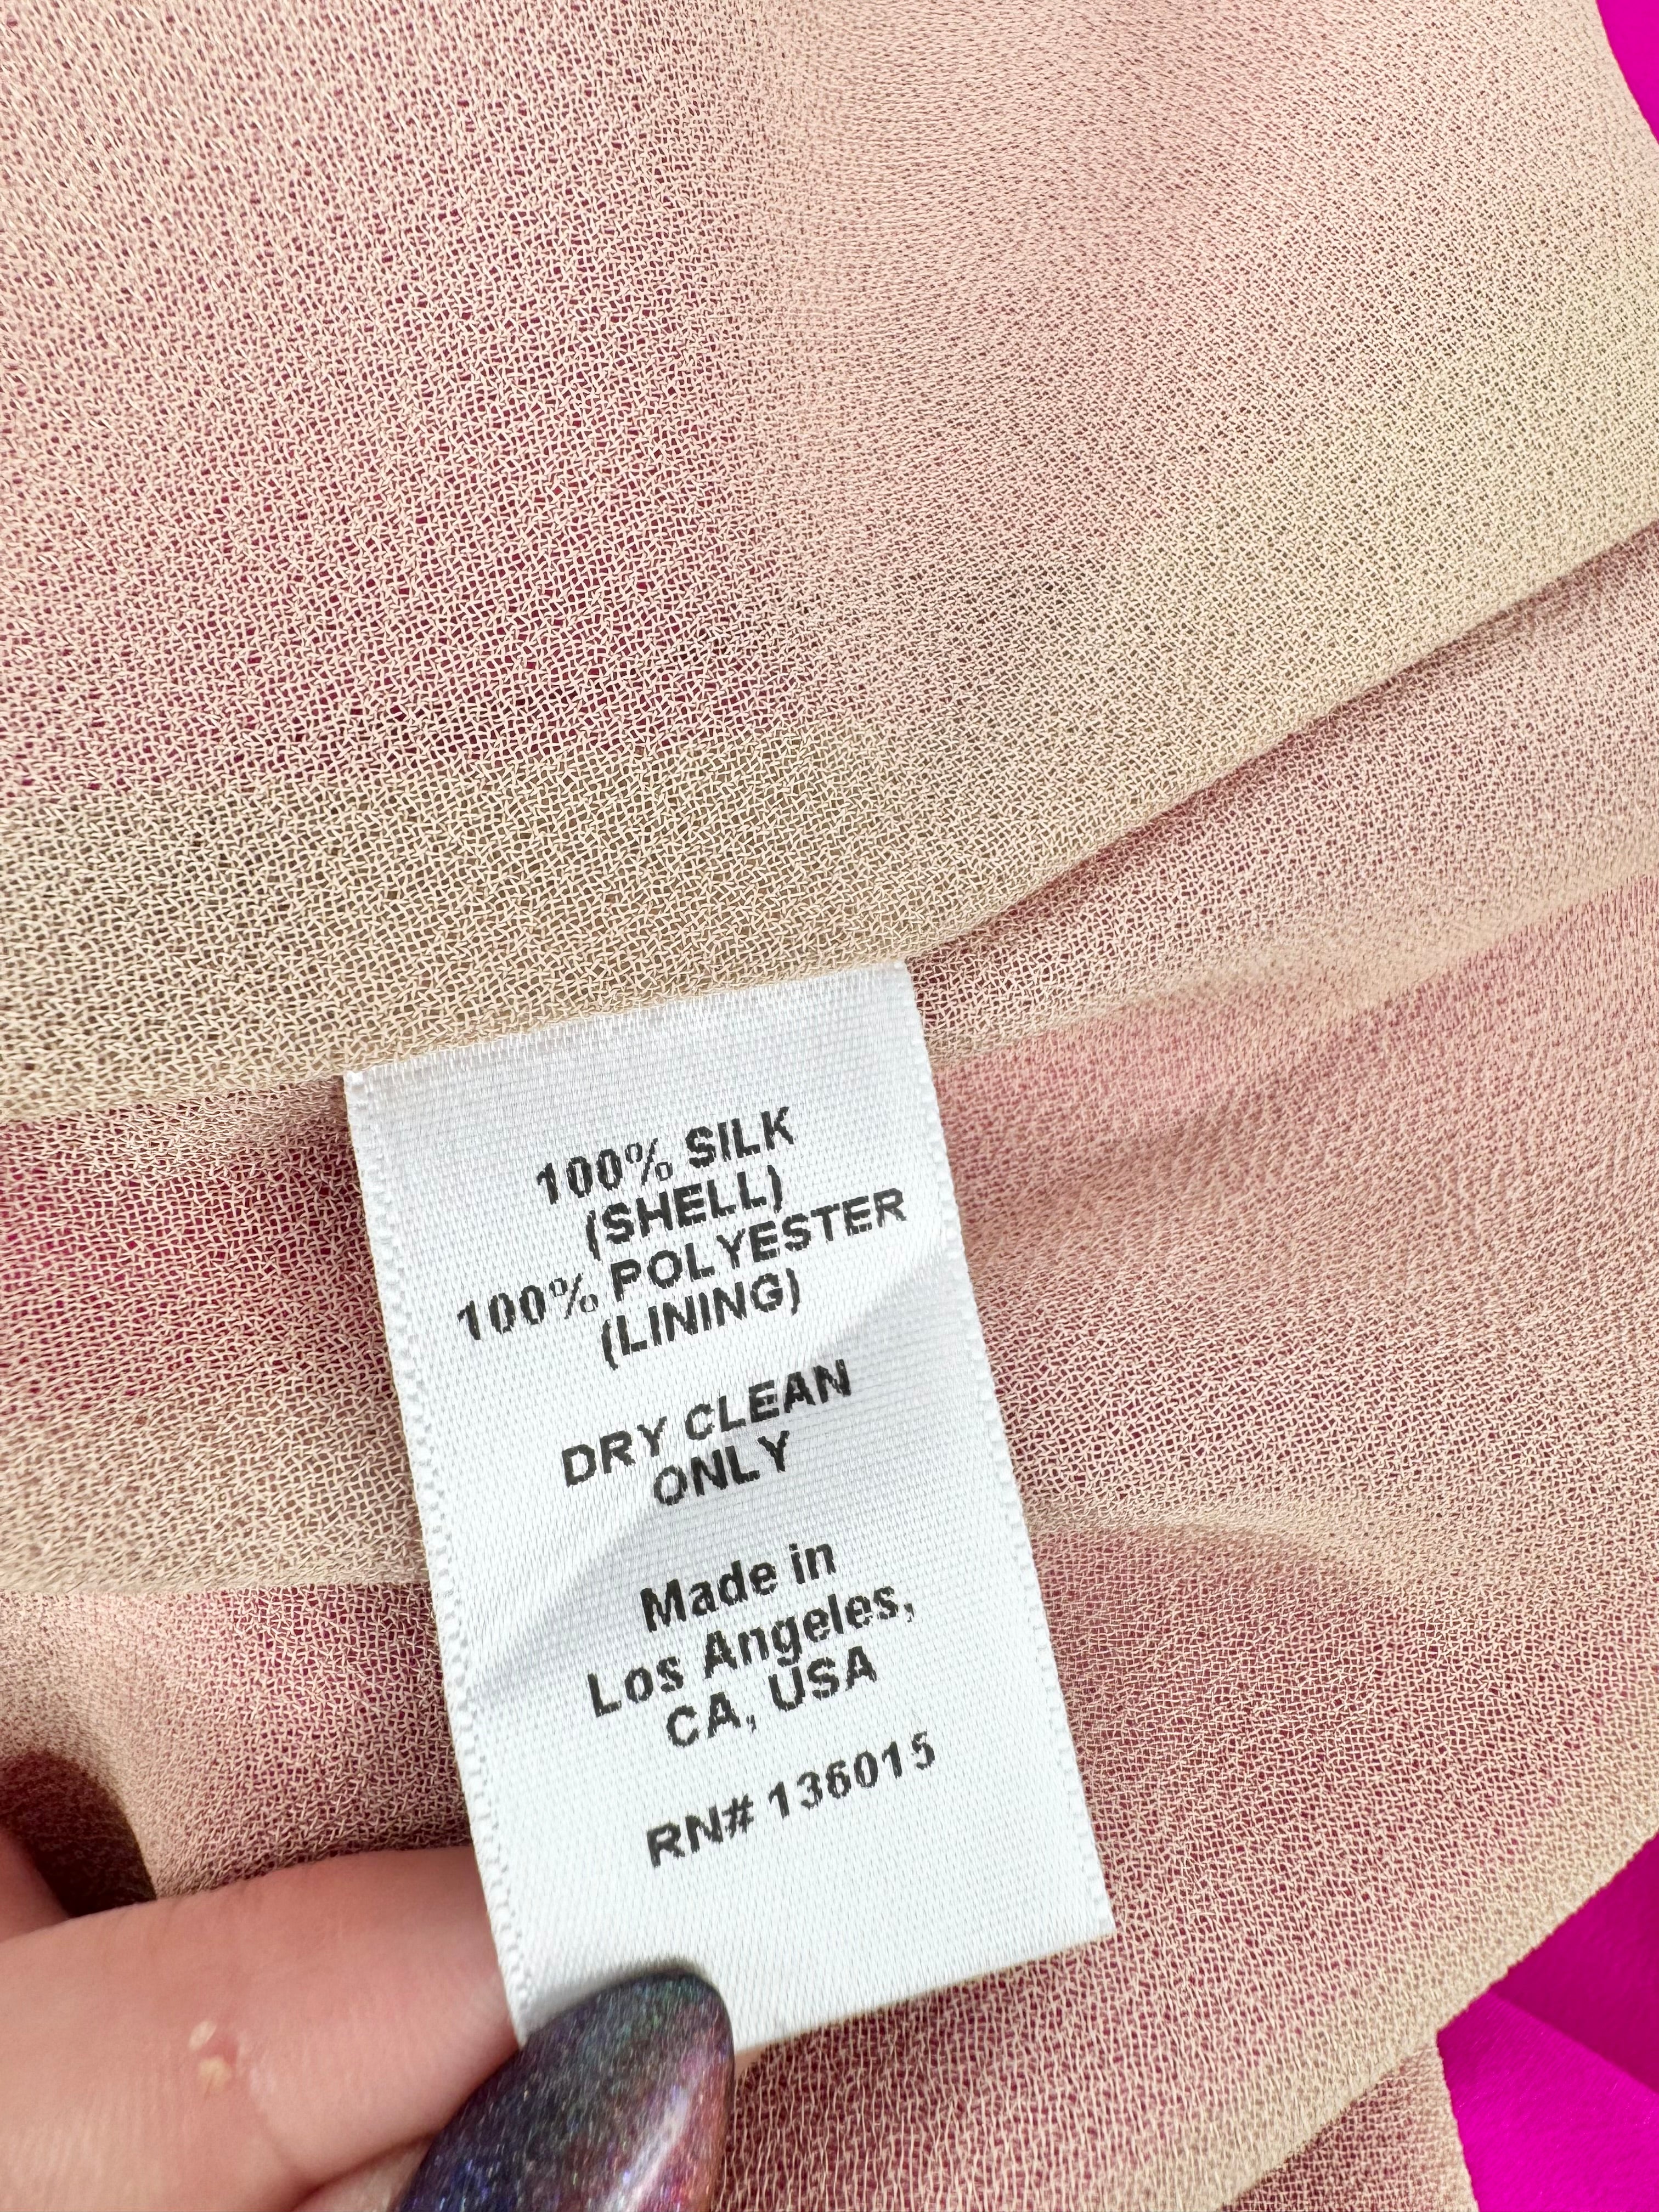 100% SILK
(SHELL)
100% POLYESTER
(LINING)
DRY CLEAN
ONLY
Made in
Los Angeles,
CA, USA
RN# 136015